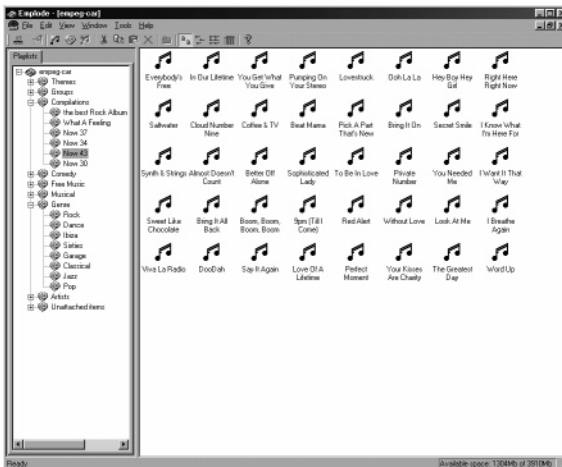 Emplode - [empeg-car]
File Edit View Window Tools Help
Playlists
empeg-car
Themes
Groups
Compilations
the best Rock Album
What A Feeling
Now 37
Now 34
Now 43
Now 30
Comedy
Free Music
Musical
Genre
Rock
Dance
Ibiza
Sixties
Garage
Classical
Jazz
Pop
Artists
Unattached items
Everybody's Free
In Our Lifetime
You Get What You Give
Pumping On Your Stereo
Lovestruck
Ooh La La
Hey Boy Hey Girl
Right Here Right Now
Saltwater
Cloud Number Nine
Coffee & TV
Beat Mama
Pick A Part That's New
Bring It On
Secret Smile
I Know What I'm Here For
Synth & Strings
Almost Doesn't Count
Better Off Alone
Sophisticated Lady
To Be In Love
Private Number
You Needed Me
I Want It That Way
Sweet Like Chocolate
Bring It All Back
Boom, Boom, Boom, Boom
9pm (Till I Come)
Red Alert
Without Love
Look At Me
I Breathe Again
Viva La Radio
DooDah
Say It Again
Love Of A Lifetime
Perfect Moment
Your Kisses Are Charity
The Greatest Day
Word Up
Ready
Available space: 1304Mb of 3910Mb